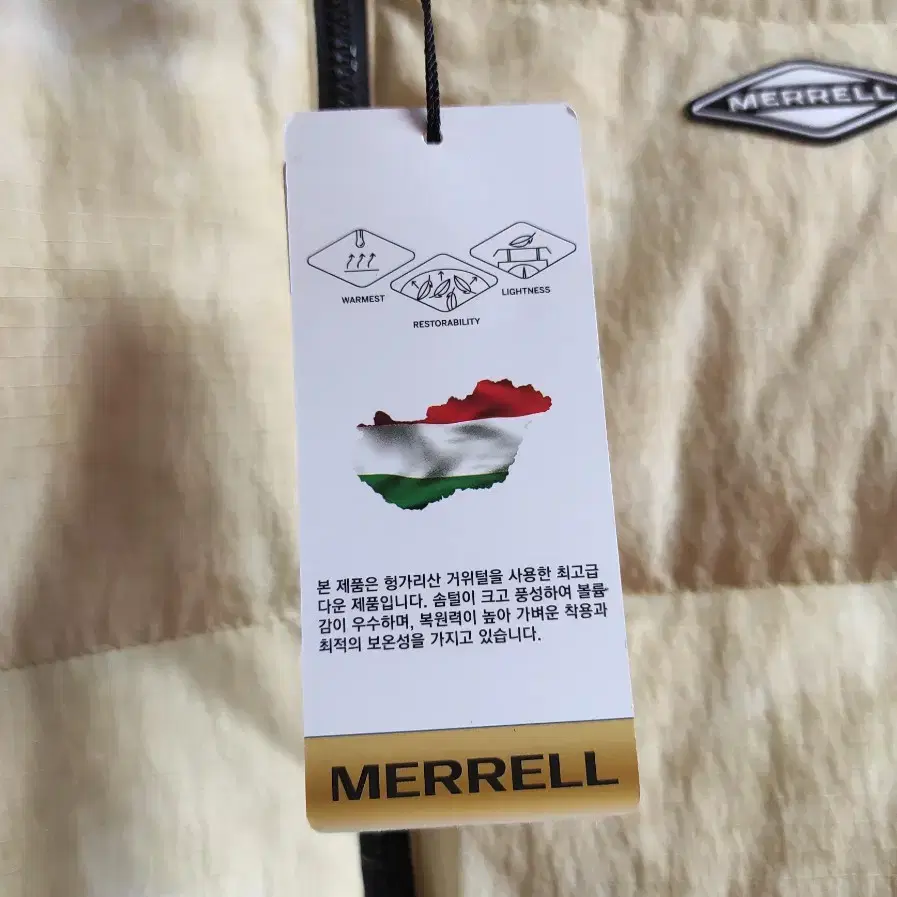 MERRELL
WARMEST
LIGHTNESS
RESTORABILITY
본 제품은 헝가리산 거위털을 사용한 최고급
다운 제품입니다. 솜털이 크고 풍성하여 볼륨
감이 우수하며, 복원력이 높아 가벼운 착용과
최적의 보온성을 가지고 있습니다.
MERRELL